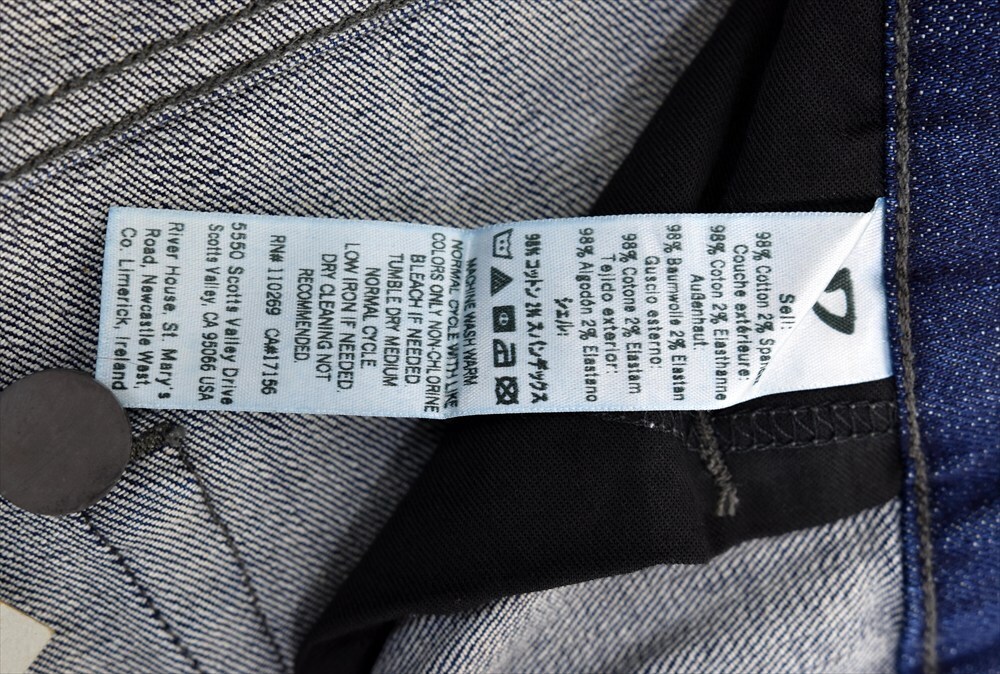 Sell:
98% Cotton 2% Span
Couche extérieure:
98% Coton 2% Elasthanne
Außenhaut:
98% Baumwolle 2% Elastan
Guscio esterno:
98% Cotone 2% Elastam
Tejido exterior:
98% Algodón 2% Elastano
シェル:
98% コットン 2% スパンデックス
MACHINE WASH WARM
NORMAL CYCLE WITH LIKE
COLORS ONLY NON-CHLORINE
BLEACH IF NEEDED
TUMBLE DRY MEDIUM
NORMAL CYCLE.
LOW IRON IF NEEDED.
DRY CLEANING NOT
RECOMMENDED.
RN# 110269 CA#17156
5550 Scotts Valley Drive
Scotts Valley, CA 95066 USA
River House, St. Mary's
Road, Newcastle West,
Co. Limerick, Ireland